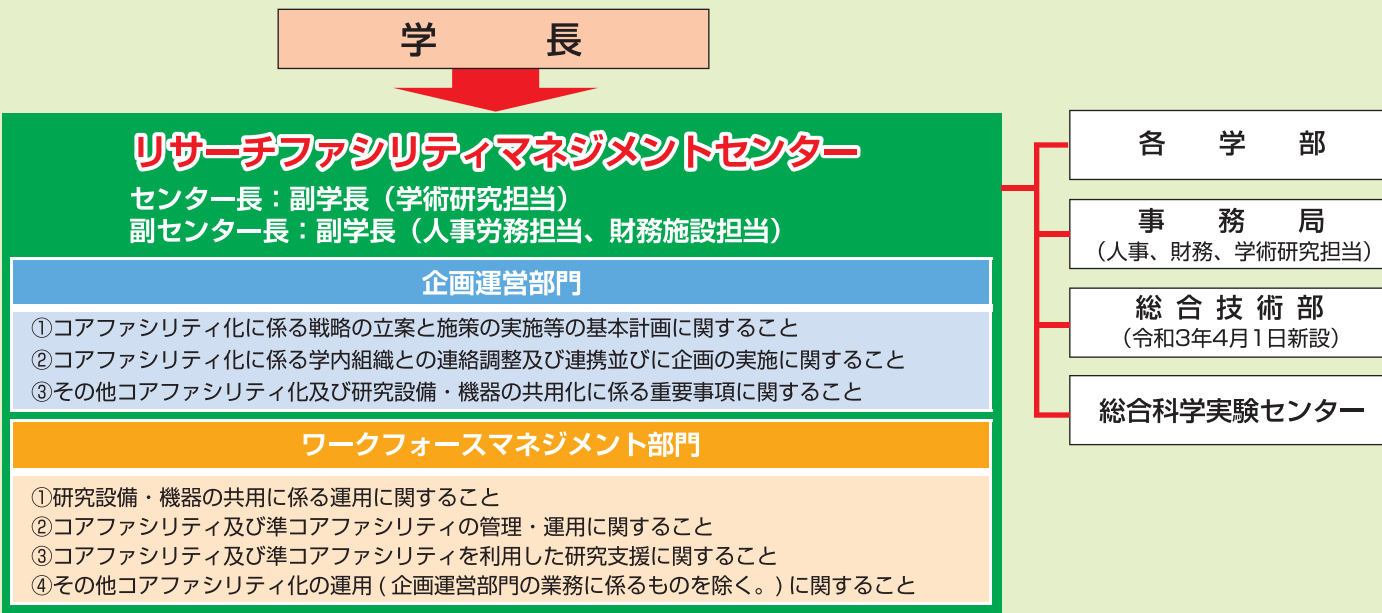 学長
リサーチファシリティマネジメントセンター
センター長：副学長（学術研究担当）
副センター長：副学長（人事労務担当、財務施設担当）
企画運営部門
①コアファシリティ化に係る戦略の立案と施策の実施等の基本計画に関すること
②コアファシリティ化に係る学内組織との連絡調整及び連携並びに企画の実施に関すること
③その他コアファシリティ化及び研究設備・機器の共用化に係る重要事項に関すること
ワークフォースマネジメント部門
①研究設備・機器の共用に係る運用に関すること
②コアファシリティ及び準コアファシリティの管理・運用に関すること
③コアファシリティ及び準コアファシリティを利用した研究支援に関すること
④その他コアファシリティ化の運用(企画運営部門の業務に係るものを除く。)に関すること
各学部
事務局
（人事、財務、学術研究担当）
総合技術部
（令和3年4月1日新設）
総合科学実験センター